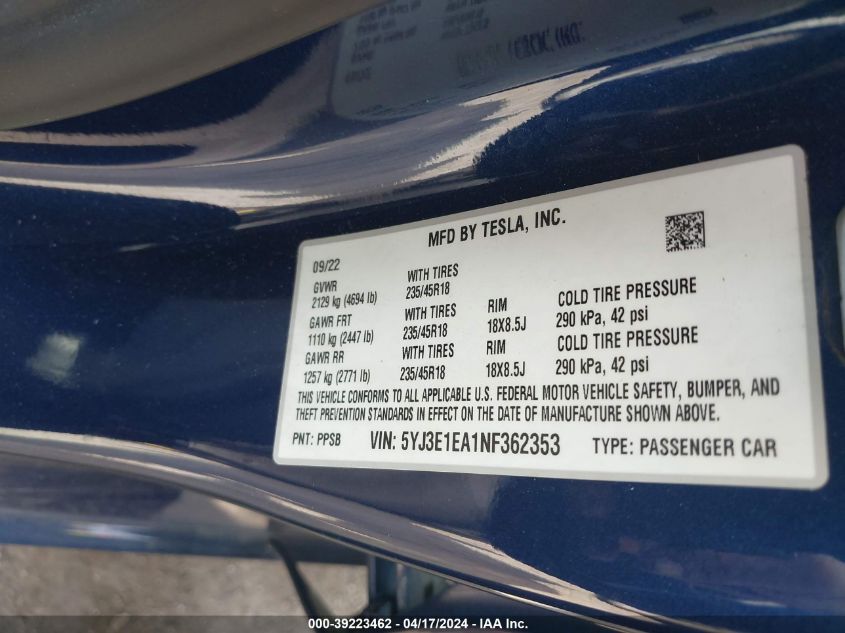 MFD BY TESLA, INC.
09/22
GVWR
2129 kg (4694 lb)
WITH TIRES
235/45R18
GAWR FRT
1110 kg (2447 lb)
WITH TIRES
235/45R18
RIM
18X8.5J
COLD TIRE PRESSURE
290 kPa, 42 psi
GAWR RR
1257 kg (2771 lb)
WITH TIRES
235/45R18
RIM
18X8.5J
COLD TIRE PRESSURE
290 kPa, 42 psi
THIS VEHICLE CONFORMS TO ALL APPLICABLE U.S. FEDERAL MOTOR VEHICLE SAFETY, BUMPER, AND
THEFT PREVENTION STANDARDS IN EFFECT ON THE DATE OF MANUFACTURE SHOWN ABOVE.
PNT: PPSB VIN: 5YJ3E1EA1NF362353 TYPE: PASSENGER CAR
000-39223462 - 04/17/2024 - IAANS.COM